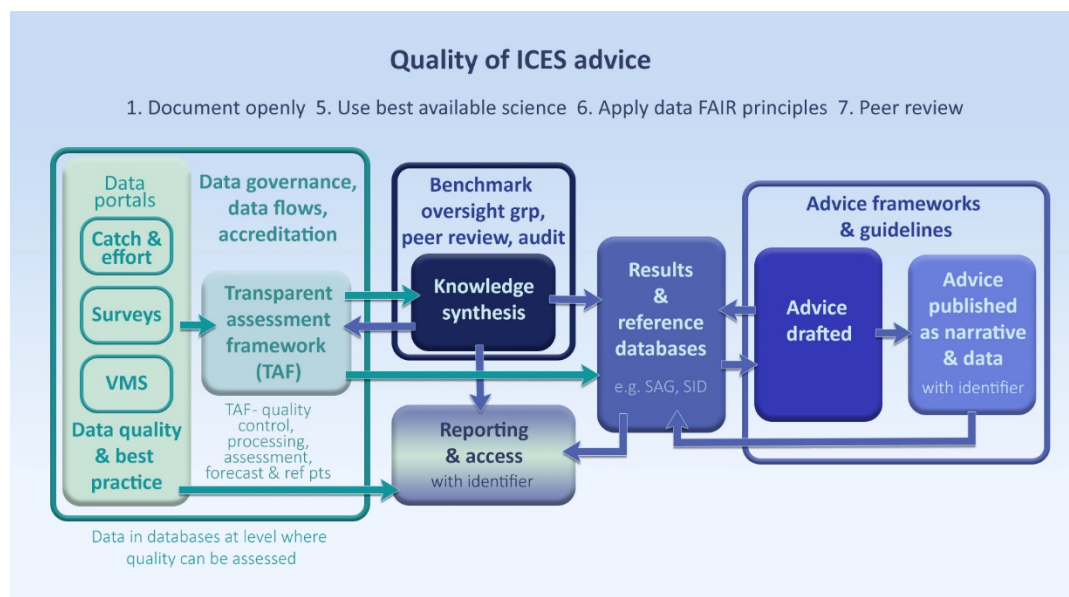 Quality of ICES advice
1. Document openly 5. Use best available science 6. Apply data FAIR principles 7. Peer review
Data
portals
Catch &
effort
Surveys
VMS
Data quality
& best
practice
Data governance,
data flows,
accreditation
Transparent
assessment
framework
(TAF)
TAF- quality
control,
processing,
assessment,
forecast & ref pts
Data in databases at level where
quality can be assessed
Benchmark
oversight grp,
peer review, audit
Knowledge
synthesis
Reporting
& access
with identifier
Results
&
reference
databases
e.g. SAG, SID
Advice frameworks
& guidelines
Advice
drafted
Advice
published
as narrative
& data
with identifier